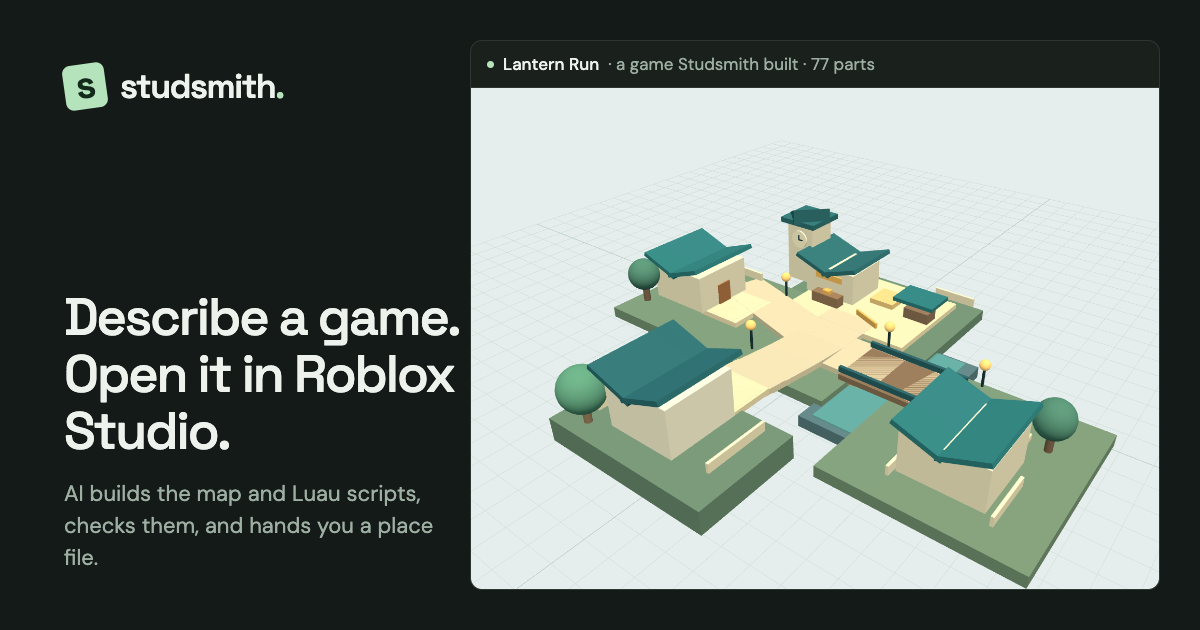 s studsmith.
Lantern Run · a game Studsmith built · 77 parts
Describe a game.
Open it in Roblox
Studio.
AI builds the map and Luau scripts,
checks them, and hands you a place
file.